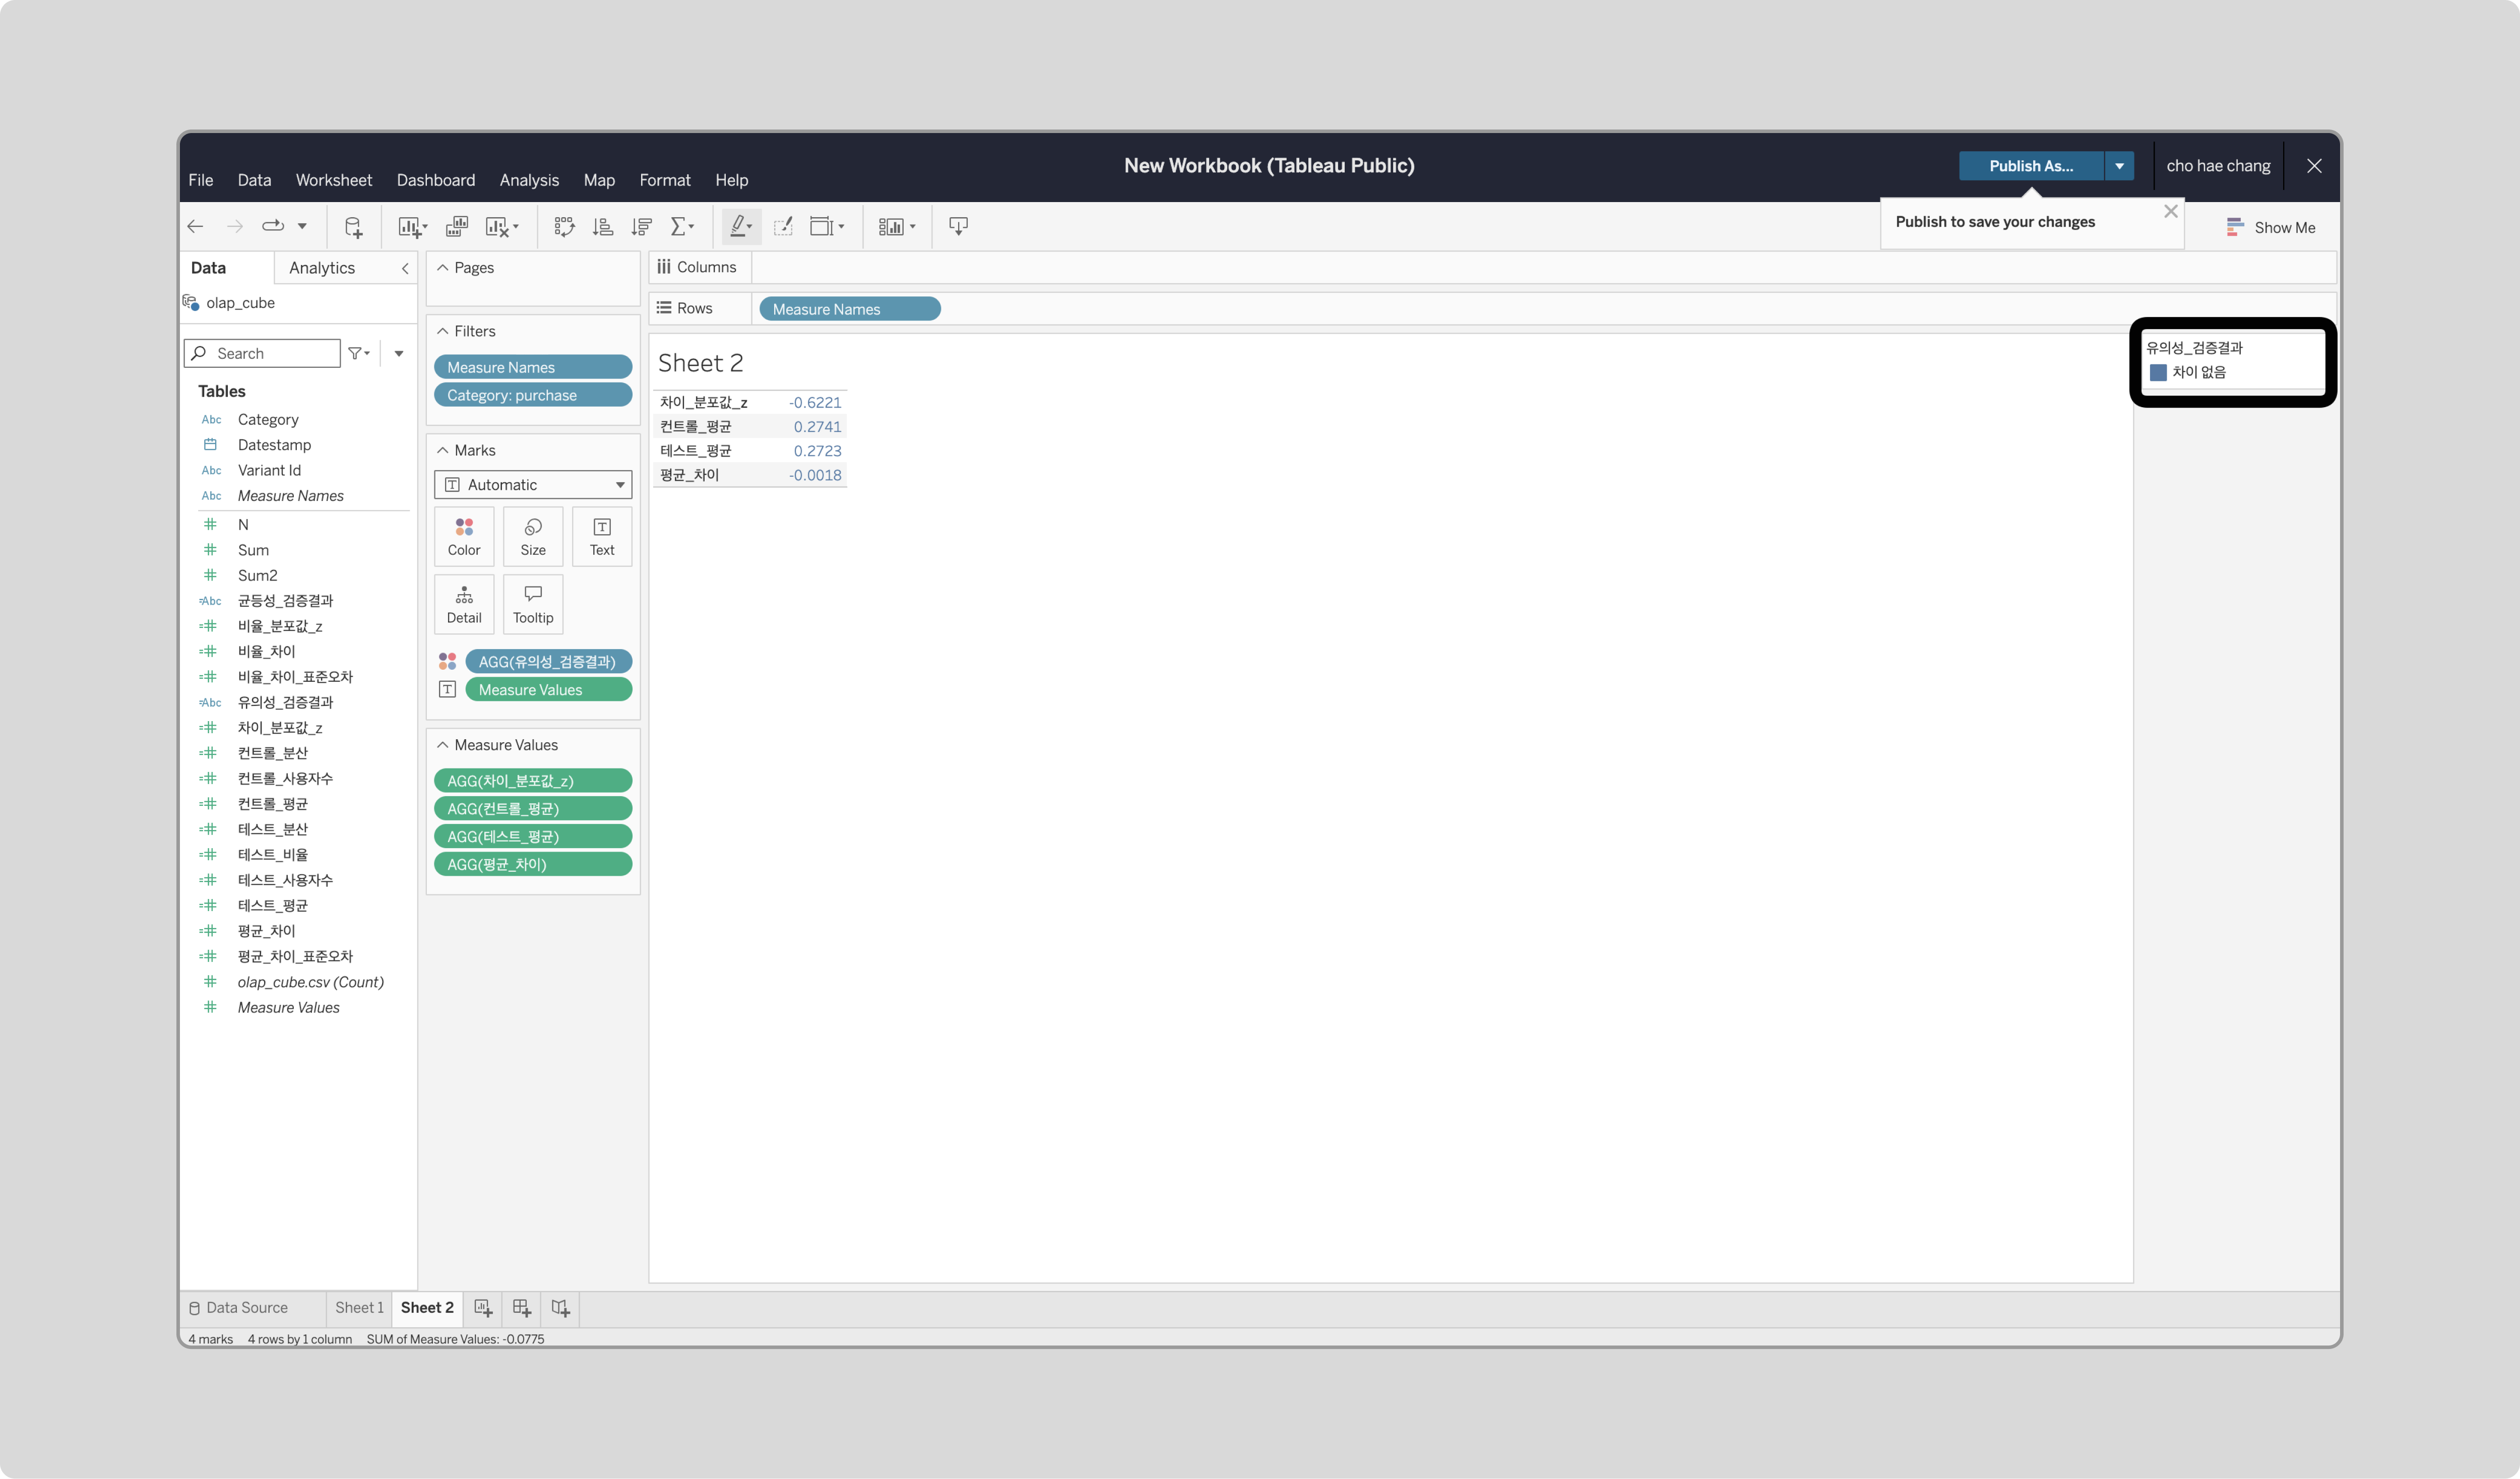 New Workbook (Tableau Public)
Publish As...
cho hae chang
File Data Worksheet Dashboard Analysis Map Format Help
Publish to save your changes
Show Me
Data
Analytics
olap_cube
Search
Tables
Abc Category
Datestamp
Abc Variant Id
Abc Measure Names
N
Sum
Sum2
=Abc 균등성_검증결과
비율_분포값_z
비율_차이
비율_차이_표준오차
=Abc 유의성_검증결과
차이_분포값_z
컨트롤_분산
컨트롤_사용자수
컨트롤_평균
테스트_분산
테스트_비율
테스트_사용자수
테스트_평균
평균_차이
평균_차이_표준오차
olap_cube.csv (Count)
Measure Values
Pages
Filters
Measure Names
Category: purchase
Marks
Automatic
Color Size Text
Detail Tooltip
AGG(유의성_검증결과)
Measure Values
Measure Values
AGG(차이_분포값_z)
AGG(컨트롤_평균)
AGG(테스트_평균)
AGG(평균_차이)
Columns
Rows
Measure Names
Sheet 2
차이_분포값_z -0.6221
컨트롤_평균 0.2741
테스트_평균 0.2723
평균_차이 -0.0018
유의성_검증결과
차이 없음
Data Source Sheet 1 Sheet 2
4 marks 4 rows by 1 column SUM of Measure Values: -0.0775